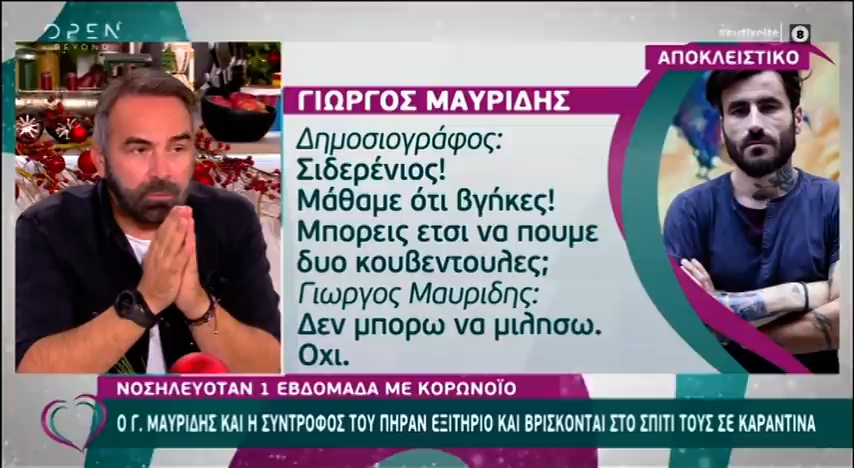 OPEN
BEYOND
8
ΑΠΟΚΛΕΙΣΤΙΚΟ
ΓΙΩΡΓΟΣ ΜΑΥΡΙΔΗΣ
Δημοσιογράφος:
Σιδερένιος!
Μάθαμε ότι βγήκες!
Μπορεις ετσι να πουμε
δυο κουβεντουλες;
Γιωργος Μαυριδης:
Δεν μπορω να μιλησω.
Οχι.
ΝΟΣΗΛΕΥΟΤΑΝ 1 ΕΒΔΟΜΑΔΑ ΜΕ ΚΟΡΩΝΟΪΟ
Ο Γ. ΜΑΥΡΙΔΗΣ ΚΑΙ Η ΣΥΝΤΡΟΦΟΣ ΤΟΥ ΠΗΡΑΝ ΕΞΙΤΗΡΙΟ ΚΑΙ ΒΡΙΣΚΟΝΤΑΙ ΣΤΟ ΣΠΙΤΙ ΤΟΥΣ ΣΕ ΚΑΡΑΝΤΙΝΑ